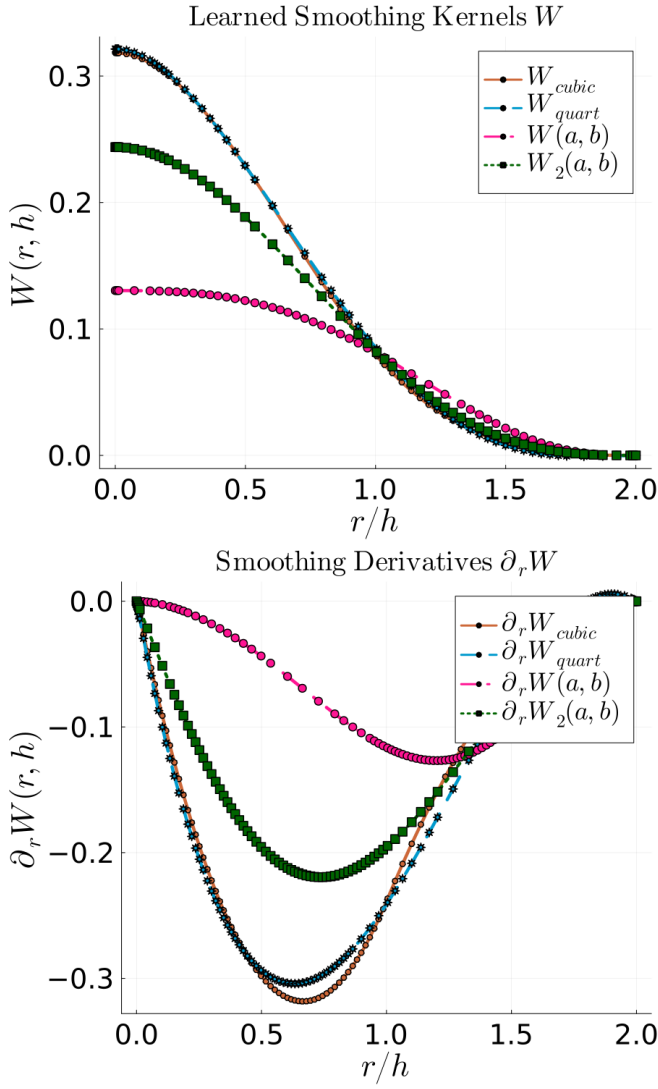 Learned Smoothing Kernels W
0.3
0.2
0.1
0.0
W(r, h)
W_cubic
W_quart
W(a, b)
W_2(a, b)
0.0 0.5 1.0 1.5 2.0
r/h
Smoothing Derivatives ∂_rW
0.0
−0.1
−0.2
−0.3
∂_rW(r, h)
∂_rW_cubic
∂_rW_quart
∂_rW(a, b)
∂_rW_2(a, b)
0.0 0.5 1.0 1.5 2.0
r/h